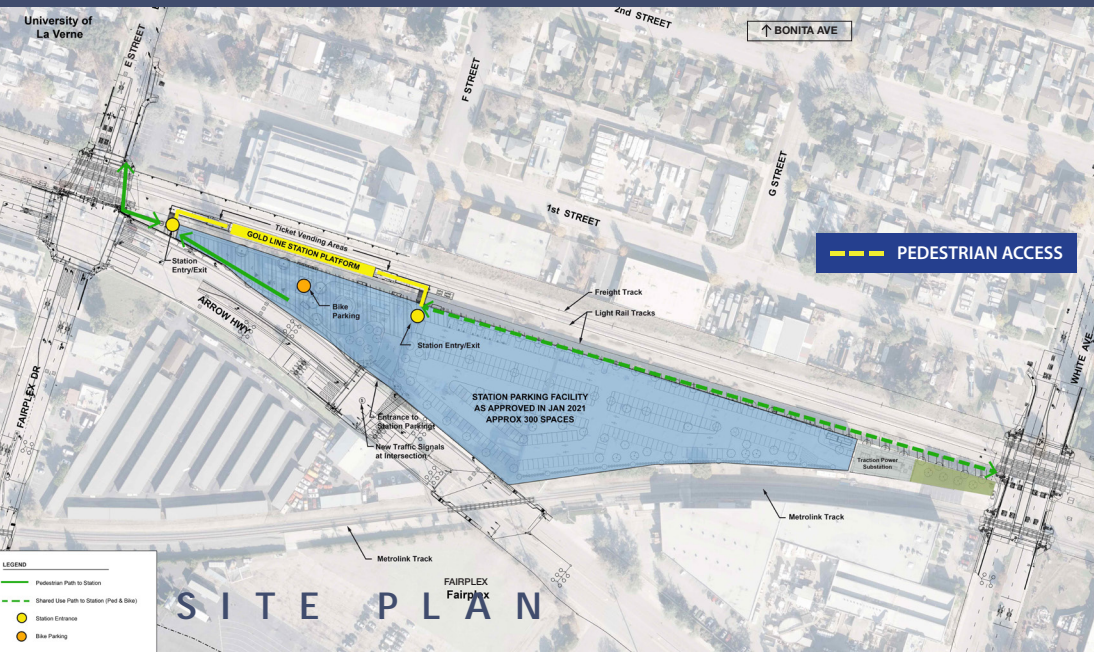 University of
La Verne
E STREET
2nd STREET
↑ BONITA AVE
F STREET
G STREET
1st STREET
PEDESTRIAN ACCESS
Ticket Vending Areas
GOLD LINE STATION PLATFORM
Station
Entry/Exit
Bike
Parking
Freight Track
Light Rail Tracks
Station Entry/Exit
ARROW HWY
FAIRPLEX DR
WHITE AVE
STATION PARKING FACILITY
AS APPROVED IN JAN 2021
APPROX 300 SPACES
Entrance to
Station Parking
New Traffic Signals
at Intersection
Traction Power
Substation
Metrolink Track
Metrolink Track
FAIRPLEX
Fairplex
SITE PLAN
LEGEND
Pedestrian Path to Station
Shared Use Path to Station (Ped & Bike)
Station Entrance
Bike Parking